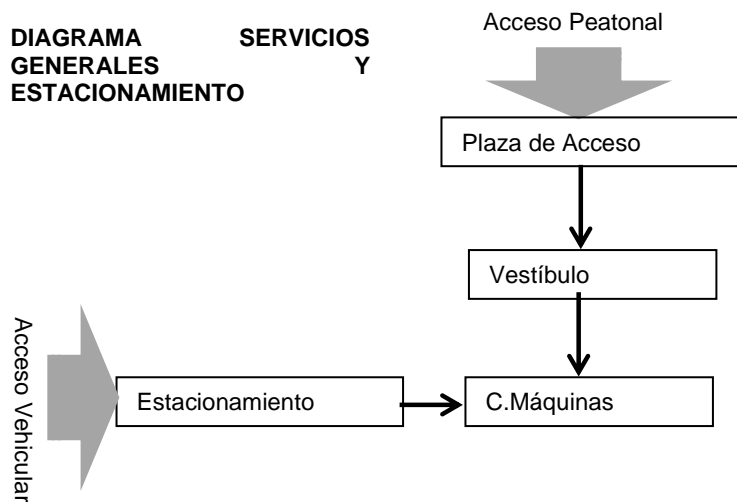 DIAGRAMA SERVICIOS
GENERALES Y
ESTACIONAMIENTO
Acceso Peatonal
Plaza de Acceso
Vestíbulo
Acceso Vehicular
Estacionamiento
C.Máquinas